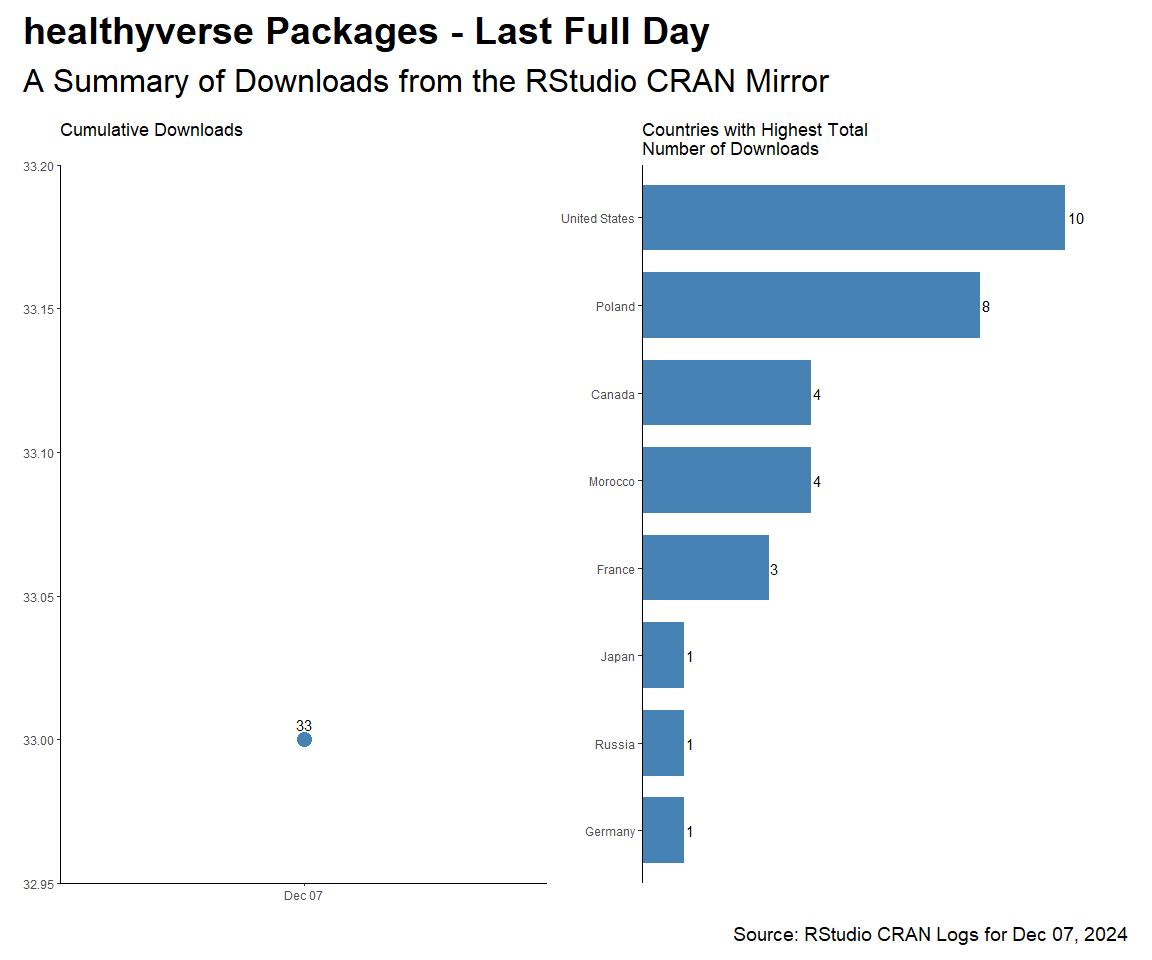 healthyverse Packages - Last Full Day
A Summary of Downloads from the RStudio CRAN Mirror
Cumulative Downloads
33.20
33.15
33.10
33.05
33.00
32.95
33
Dec 07
Countries with Highest Total
Number of Downloads
United States 10
Poland 8
Canada 4
Morocco 4
France 3
Japan 1
Russia 1
Germany 1
Source: RStudio CRAN Logs for Dec 07, 2024